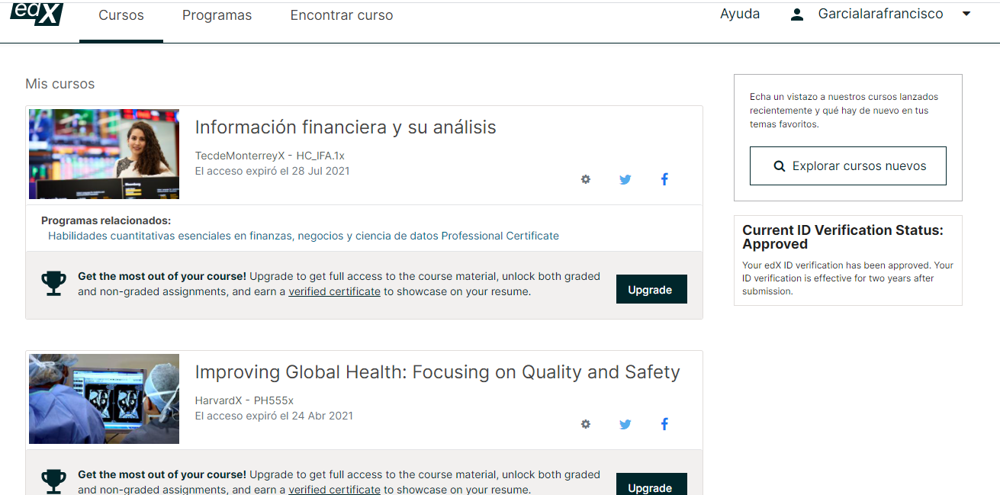 edX
Cursos
Programas
Encontrar curso
Ayuda
Garcialarafrancisco
Mis cursos
Información financiera y su análisis
TecdeMonterreyX - HC_IFA.1x
El acceso expiró el 28 Jul 2021
Programas relacionados:
Habilidades cuantitativas esenciales en finanzas, negocios y ciencia de datos Professional Certificate
Get the most out of your course! Upgrade to get full access to the course material, unlock both graded
and non-graded assignments, and earn a verified certificate to showcase on your resume.
Upgrade
Improving Global Health: Focusing on Quality and Safety
HarvardX - PH555x
El acceso expiró el 24 Abr 2021
Get the most out of your course! Upgrade to get full access to the course material, unlock both graded
and non-graded assignments, and earn a verified certificate to showcase on your resume.
Upgrade
Echa un vistazo a nuestros cursos lanzados
recientemente y qué hay de nuevo en tus
temas favoritos.
Explorar cursos nuevos
Current ID Verification Status:
Approved
Your edX ID verification has been approved. Your
ID verification is effective for two years after
submission.